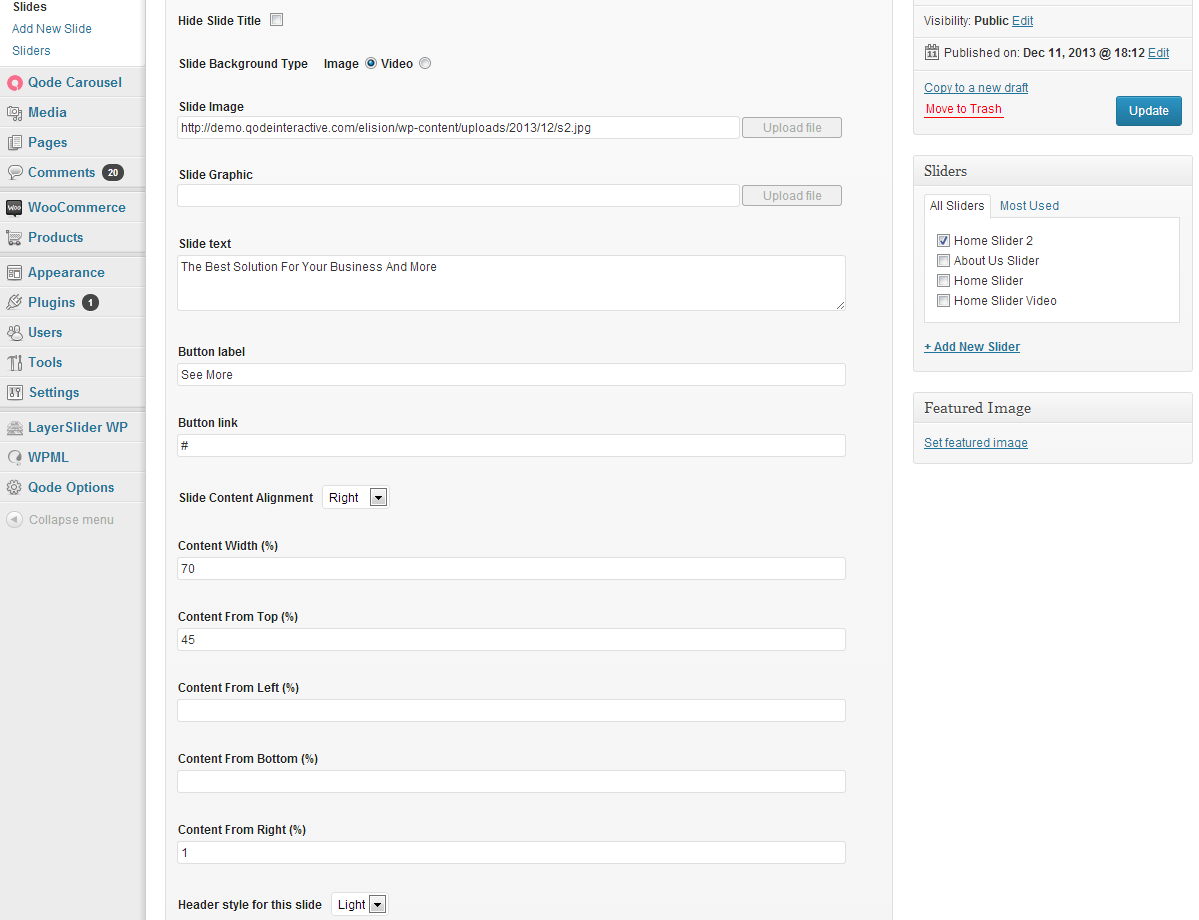 Slides
Add New Slide
Sliders
Qode Carousel
Media
Pages
Comments 20
WooCommerce
Products
Appearance
Plugins 1
Users
Tools
Settings
LayerSlider WP
WPML
Qode Options
Collapse menu
Hide Slide Title
Slide Background Type Image Video
Slide Image
http://demo.qodeinteractive.com/elision/wp-content/uploads/2013/12/s2.jpg Upload file
Slide Graphic
Upload file
Slide text
The Best Solution For Your Business And More
Button label
See More
Button link
#
Slide Content Alignment Right
Content Width (%)
70
Content From Top (%)
45
Content From Left (%)
Content From Bottom (%)
Content From Right (%)
1
Header style for this slide Light
Visibility: Public Edit
11 Published on: Dec 11, 2013 @ 18:12 Edit
Copy to a new draft
Move to Trash
Update
Sliders
All Sliders Most Used
Home Slider 2
About Us Slider
Home Slider
Home Slider Video
+ Add New Slider
Featured Image
Set featured image